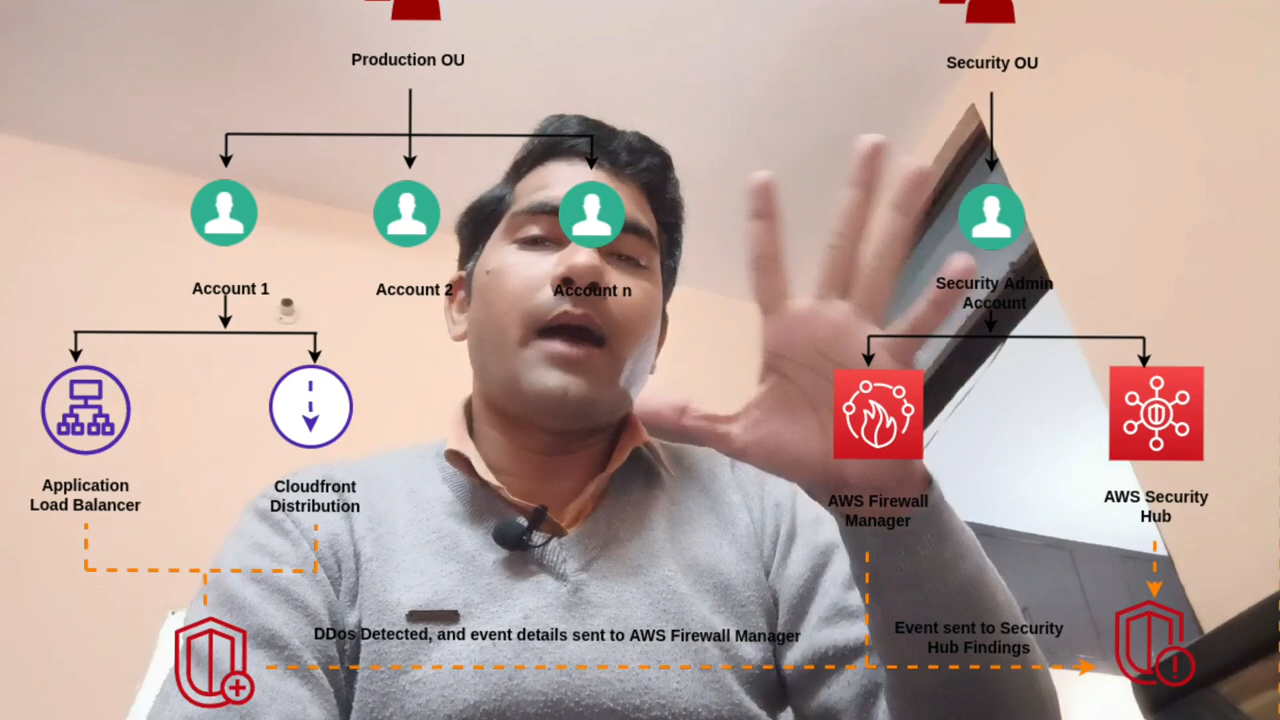 Production OU
Security OU
Account 1
Account 2
Account n
Security Admin
Account
Application
Load Balancer
Cloudfront
Distribution
AWS Firewall
Manager
AWS Security
Hub
DDos Detected, and event details sent to AWS Firewall Manager
Event sent to Security
Hub Findings